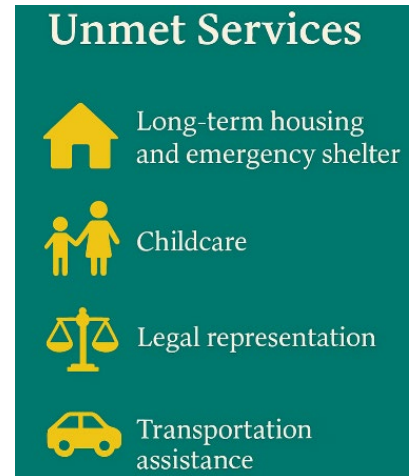 Unmet Services
Long-term housing
and emergency shelter
Childcare
Legal representation
Transportation
assistance